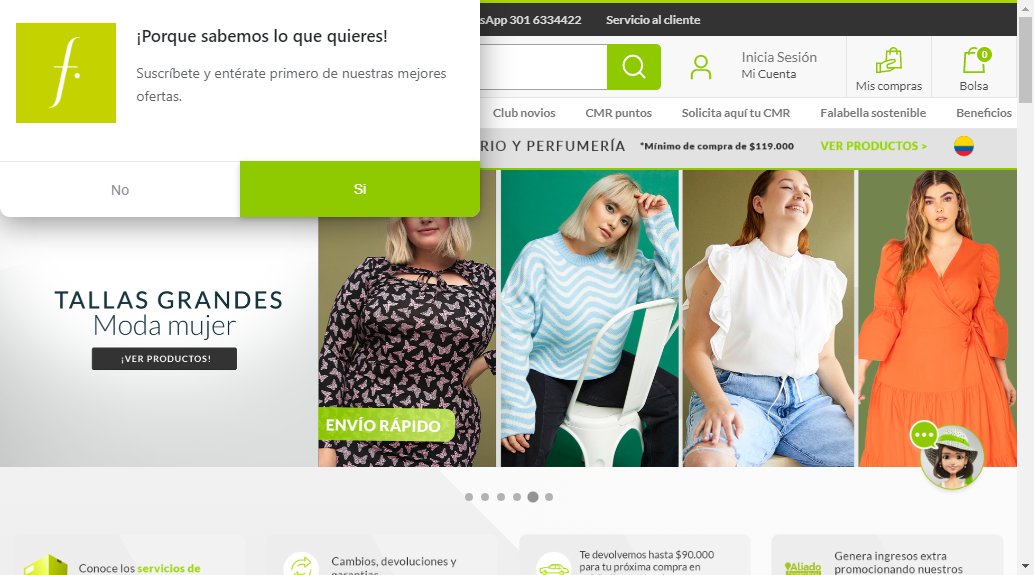 ¡Porque sabemos lo que quieres!
Suscríbete y entérate primero de nuestras mejores
ofertas.
No
Si
sApp 301 6334422
Servicio al cliente
Inicia Sesión
Mi Cuenta
Mis compras
0
Bolsa
Club novios
CMR puntos
Solicita aquí tu CMR
Falabella sostenible
Beneficios
RIO Y PERFUMERÍA
*Mínimo de compra de $119.000
VER PRODUCTOS >
TALLAS GRANDES
Moda mujer
¡VER PRODUCTOS!
ENVÍO RÁPIDO
Conoce los servicios de
Cambios, devoluciones y
garantías
Te devolvemos hasta $90.000
para tu próxima compra en
Aliado
Genera ingresos extra
promocionando nuestros